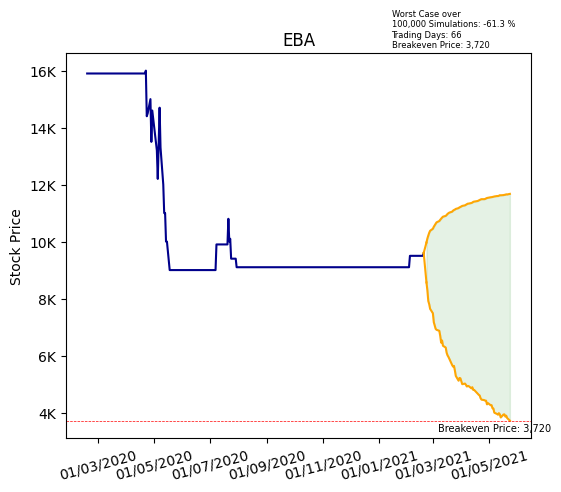 Worst Case over
100,000 Simulations: -61.3 %
Trading Days: 66
Breakeven Price: 3,720
EBA
Stock Price
16K
14K
12K
10K
8K
6K
4K
Breakeven Price: 3,720
01/03/2020
01/05/2020
01/07/2020
01/09/2020
01/11/2020
01/01/2021
01/03/2021
01/05/2021